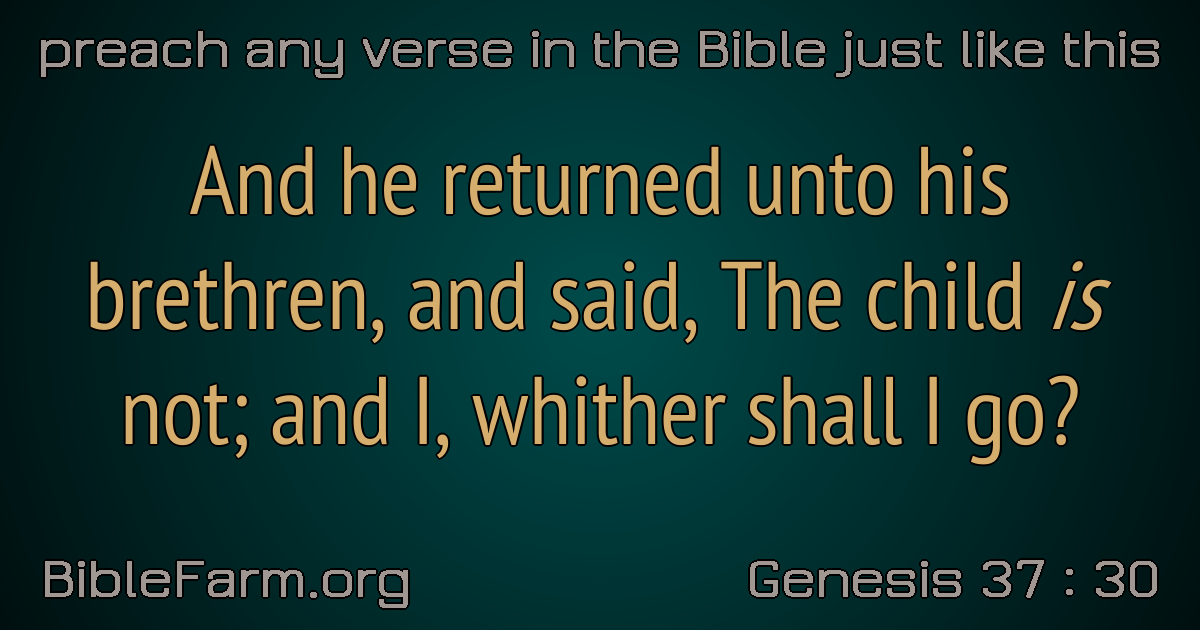 preach any verse in the Bible just like this
And he returned unto his
brethren, and said, The child is
not; and I, whither shall I go?
BibleFarm.org
Genesis 37 : 30